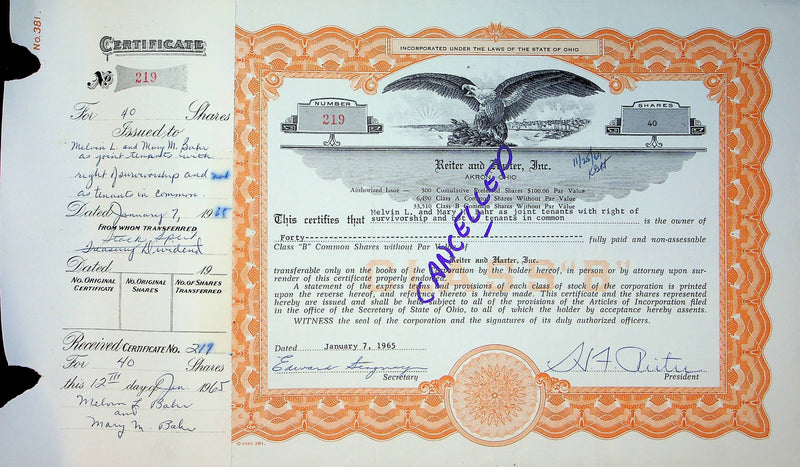 No. 381.
CERTIFICATE
No 219
For 40 Shares
Issued to
Melvin L. and Mary M. Bahr
as joint tenants with
right of survivorship and not
as tenants in common.
Dated January 7, 1965
FROM WHOM TRANSFERRED
Stock Split
Treasury Dividend
Dated 19
NO. ORIGINAL CERTIFICATE
NO. ORIGINAL SHARES
NO. OF SHARES TRANSFERRED
Received CERTIFICATE NO. 219
For 40 Shares
this 12TH day of Jan 1965
Melvin L Bahr
and
Mary M. Bahr
INCORPORATED UNDER THE LAWS OF THE STATE OF OHIO
NUMBER
219
SHARES
40
Reiter and Harter, Inc.
AKRON, OHIO
11/25/69
CANCELLED
Authorized Issue — 500 Cumulative Preferred Shares $100.00 Par Value
6,490 Class A Common Shares Without Par Value
33,510 Class B Common Shares Without Par Value
This certifies that Melvin L. and Mary M. Bahr as joint tenants with right of
survivorship and not as tenants in common is the owner of
Forty fully paid and non-assessable
Class "B" Common Shares without Par Value of
Reiter and Harter, Inc.
CLASS "B"
transferable only on the books of the Corporation by the holder hereof, in person or by attorney upon sur-
render of this certificate properly endorsed.
A statement of the express terms and provisions of each class of stock of the corporation is printed
upon the reverse hereof, and reference thereto is hereby made. This certificate and the shares represented
hereby are issued and shall be held subject to all of the provisions of the Articles of Incorporation filed
in the office of the Secretary of State of Ohio, to all of which the holder by acceptance hereby assents.
WITNESS the seal of the corporation and the signatures of its duly authorized officers.
Dated January 7, 1965
Secretary
H F Reiter
President